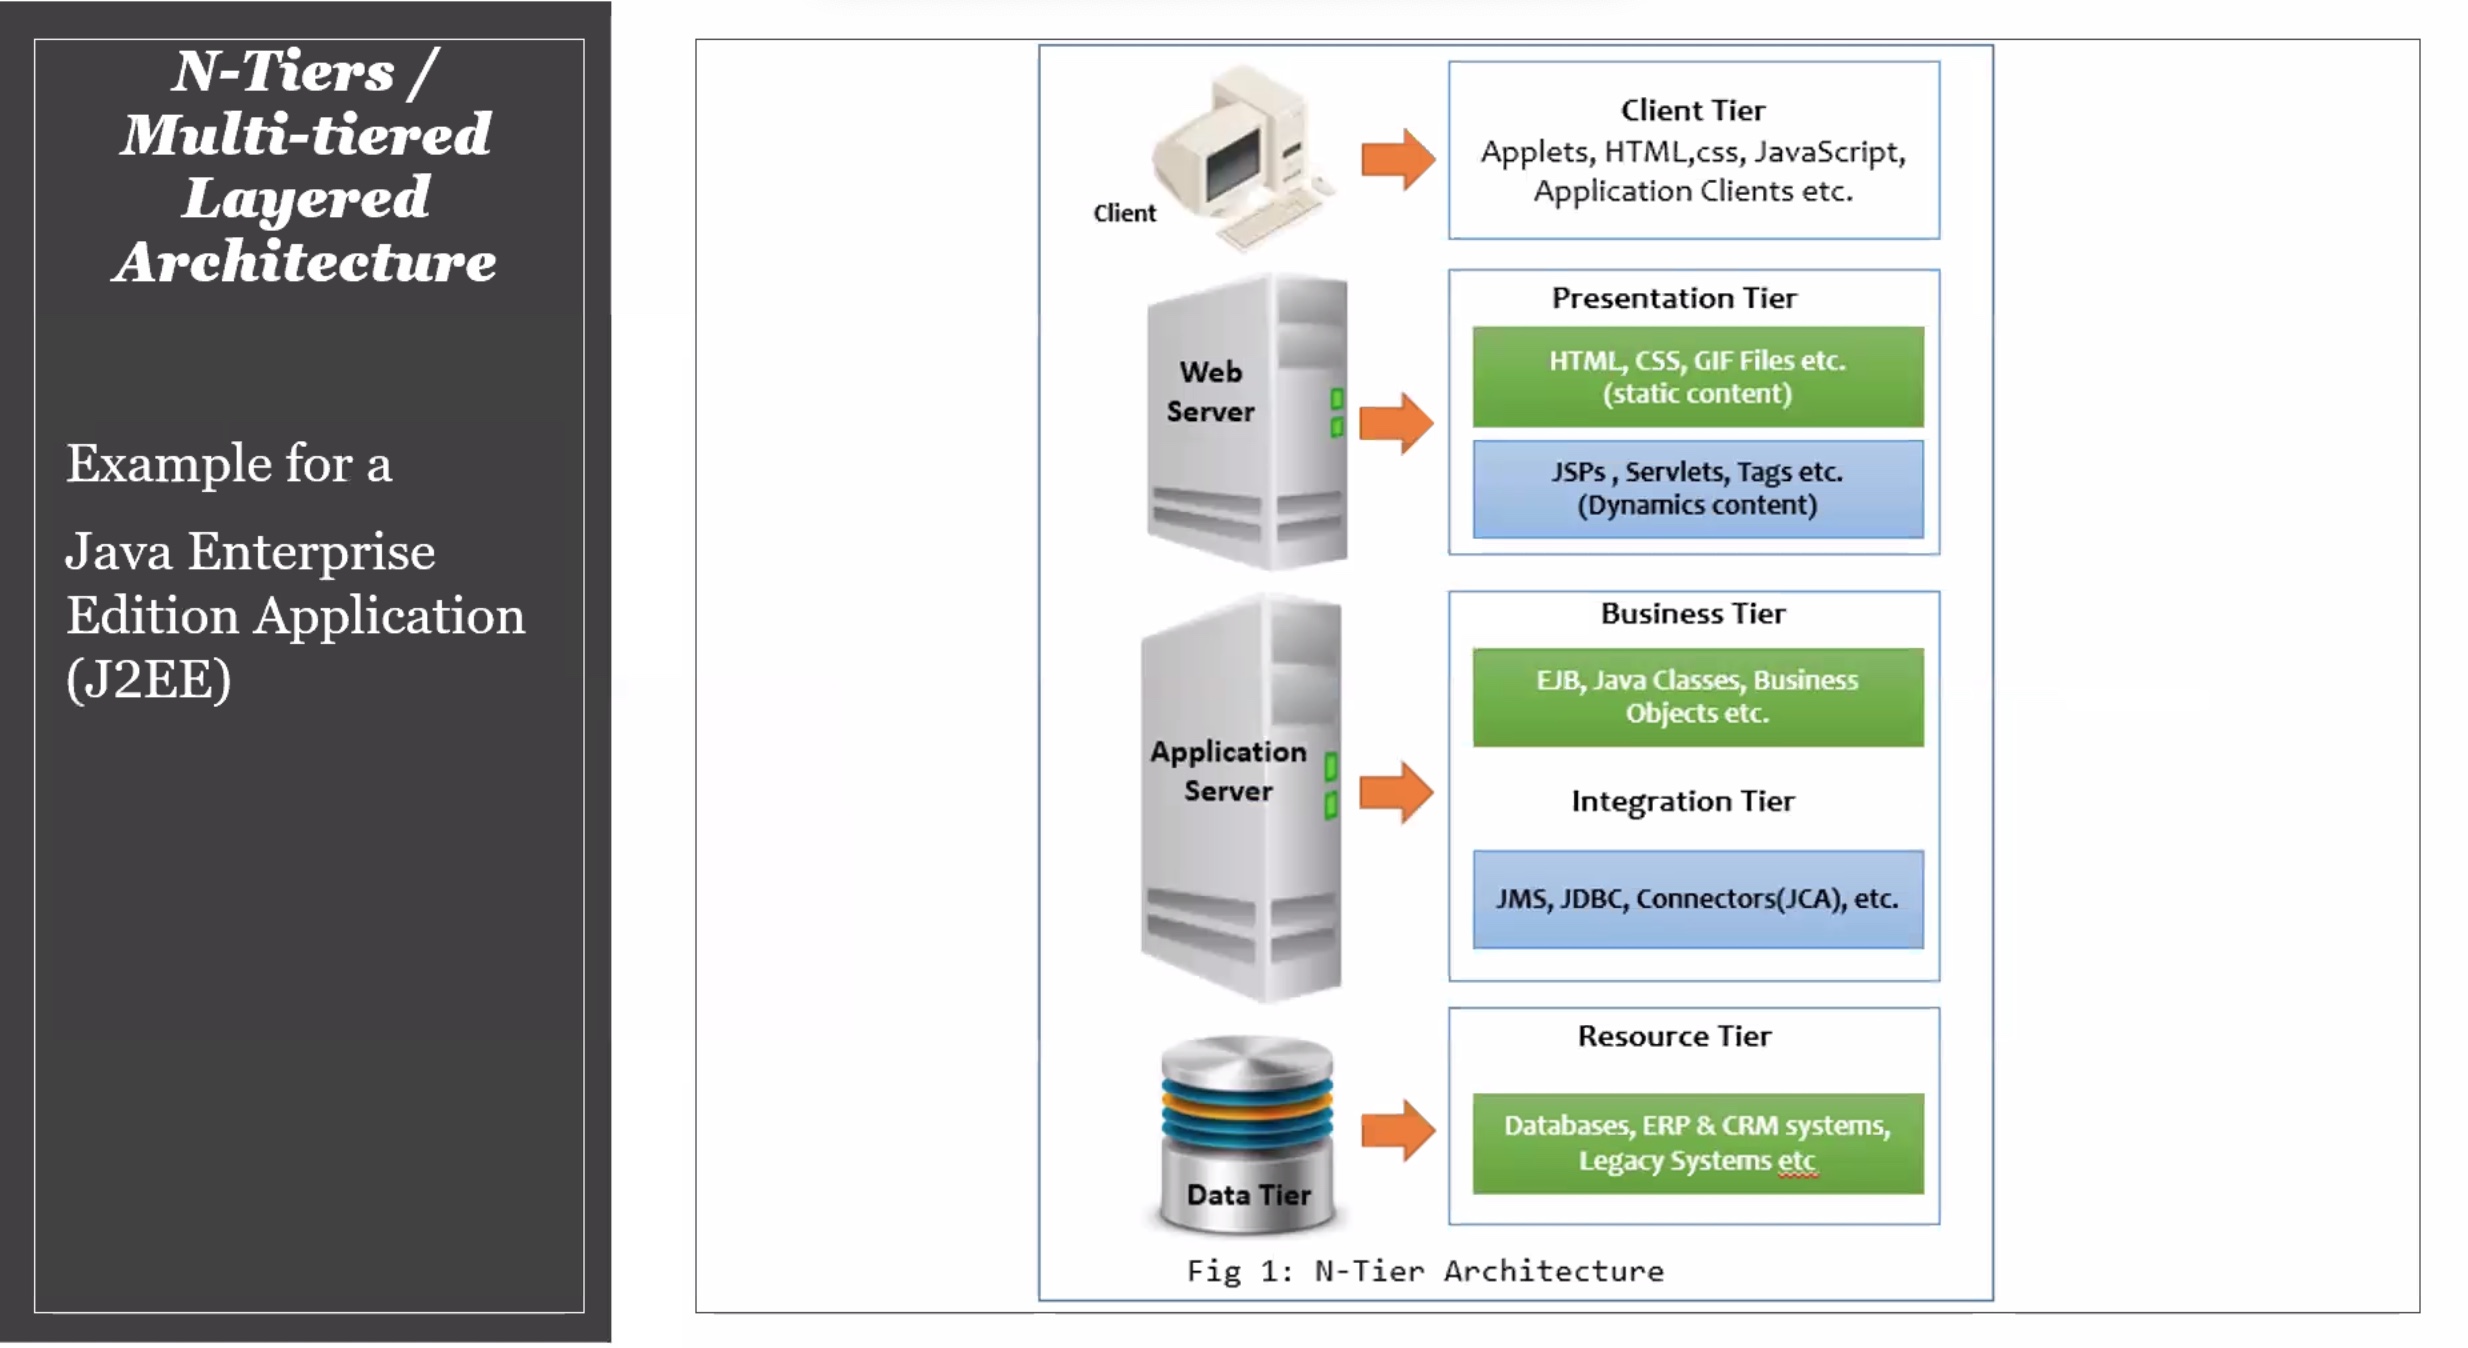 N-Tiers /
Multi-tiered
Layered
Architecture
Example for a
Java Enterprise
Edition Application
(J2EE)
Client
Client Tier
Applets, HTML,css, JavaScript,
Application Clients etc.
Web
Server
Presentation Tier
HTML, CSS, GIF Files etc.
(static content)
JSPs , Servlets, Tags etc.
(Dynamics content)
Application
Server
Business Tier
EJB, Java Classes, Business
Objects etc.
Integration Tier
JMS, JDBC, Connectors(JCA), etc.
Data Tier
Resource Tier
Databases, ERP & CRM systems,
Legacy Systems etc
Fig 1: N-Tier Architecture